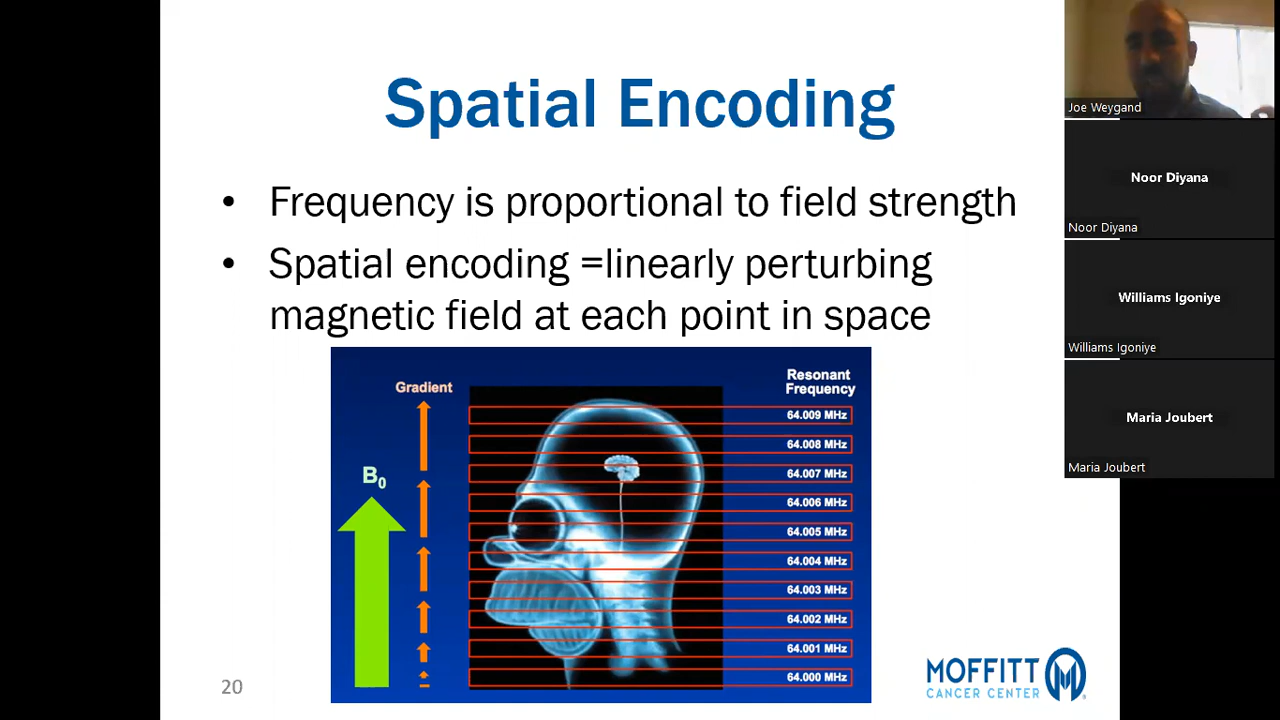 Spatial Encoding
• Frequency is proportional to field strength
• Spatial encoding =linearly perturbing
magnetic field at each point in space
Gradient
B0
Resonant
Frequency
64.009 MHz
64.008 MHz
64.007 MHz
64.006 MHz
64.005 MHz
64.004 MHz
64.003 MHz
64.002 MHz
64.001 MHz
64.000 MHz
20
MOFFITT
CANCER CENTER
Joe Weygand
Noor Diyana
Noor Diyana
Williams Igoniye
Williams Igoniye
Maria Joubert
Maria Joubert